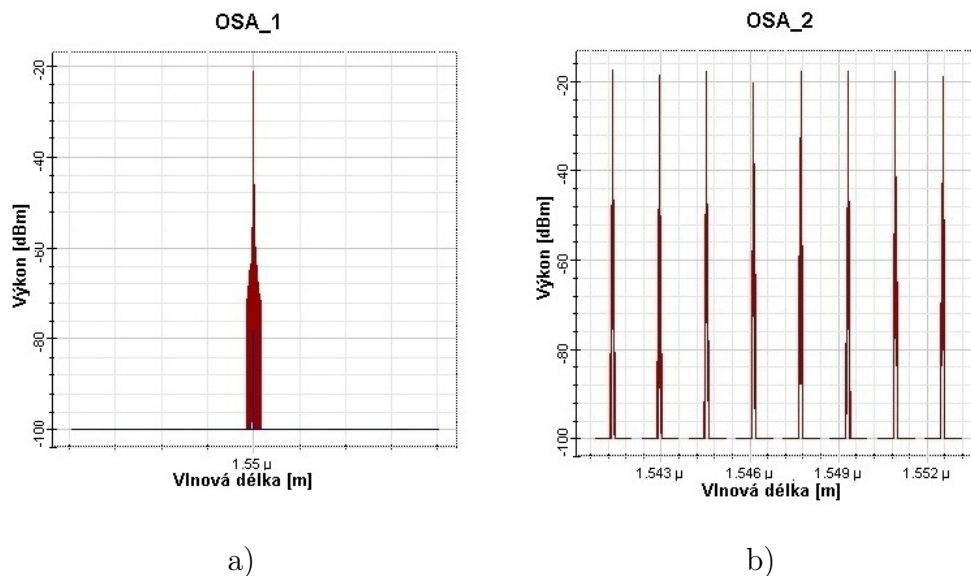 OSA_1
Výkon [dBm]
-20
-40
-60
-80
-100
1.55 µ
Vlnová délka [m]
a)
OSA_2
Výkon [dBm]
-20
-40
-60
-80
-100
1.543 µ
1.546 µ
1.549 µ
1.552 µ
Vlnová délka [m]
b)